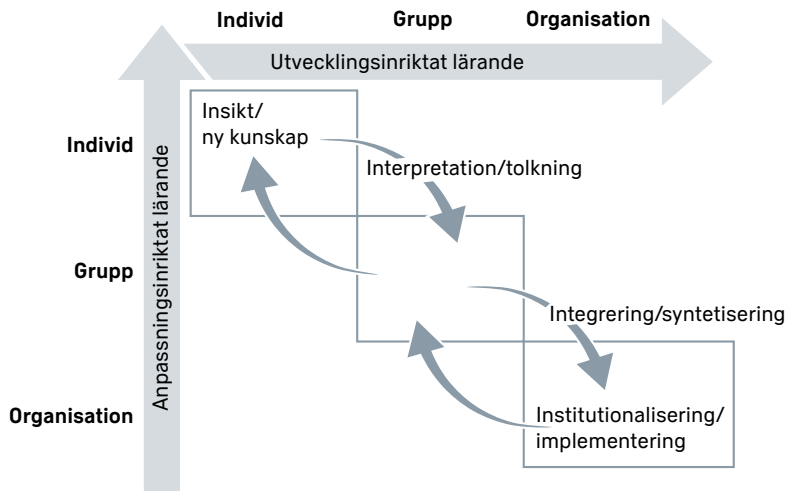 Individ Grupp Organisation
Utvecklingsinriktat lärande
Anpassningsinriktat lärande
Individ
Insikt/
ny kunskap
Interpretation/tolkning
Grupp
Integrering/syntetisering
Organisation
Institutionalisering/
implementering